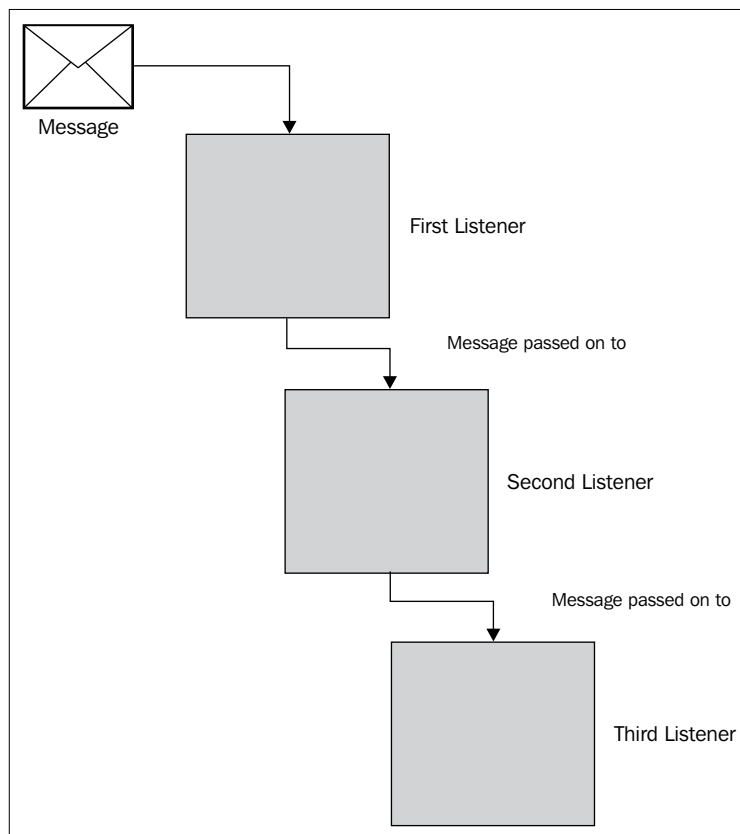 Message
First Listener
Message passed on to
Second Listener
Message passed on to
Third Listener